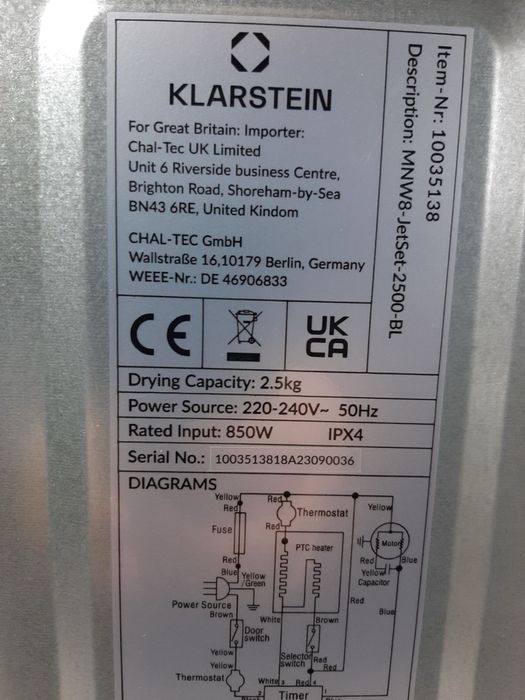 KLARSTEIN
For Great Britain: Importer:
Chal-Tec UK Limited
Unit 6 Riverside business Centre,
Brighton Road, Shoreham-by-Sea
BN43 6RE, United Kindom
CHAL-TEC GmbH
Wallstraße 16,10179 Berlin, Germany
WEEE-Nr.: DE 46906833
Item-Nr: 10035138
Description: MNW8-JetSet-2500-BL
CE
UK
CA
Drying Capacity: 2.5kg
Power Source: 220-240V~ 50Hz
Rated Input: 850W IPX4
Serial No.: 1003513818A23090036
DIAGRAMS
Yellow
Red
Fuse
Red
Blue
Yellow
/Green
Power Source
Brown
Door
switch
Yellow
Yellow
Thermostat
Red
Thermostat
Red
PTC heater
White
Brown
Selector
switch
Red
Red
White 3
Red 4
2
Timer
Red
Yellow
Motor
Red
Blue
Yellow
Capacitor
Blue